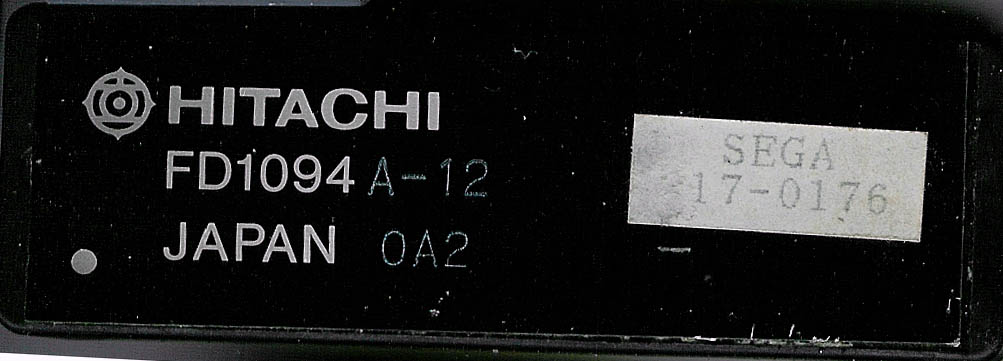 HITACHI
FD1094 A-12
JAPAN 0A2
SEGA
17-0176